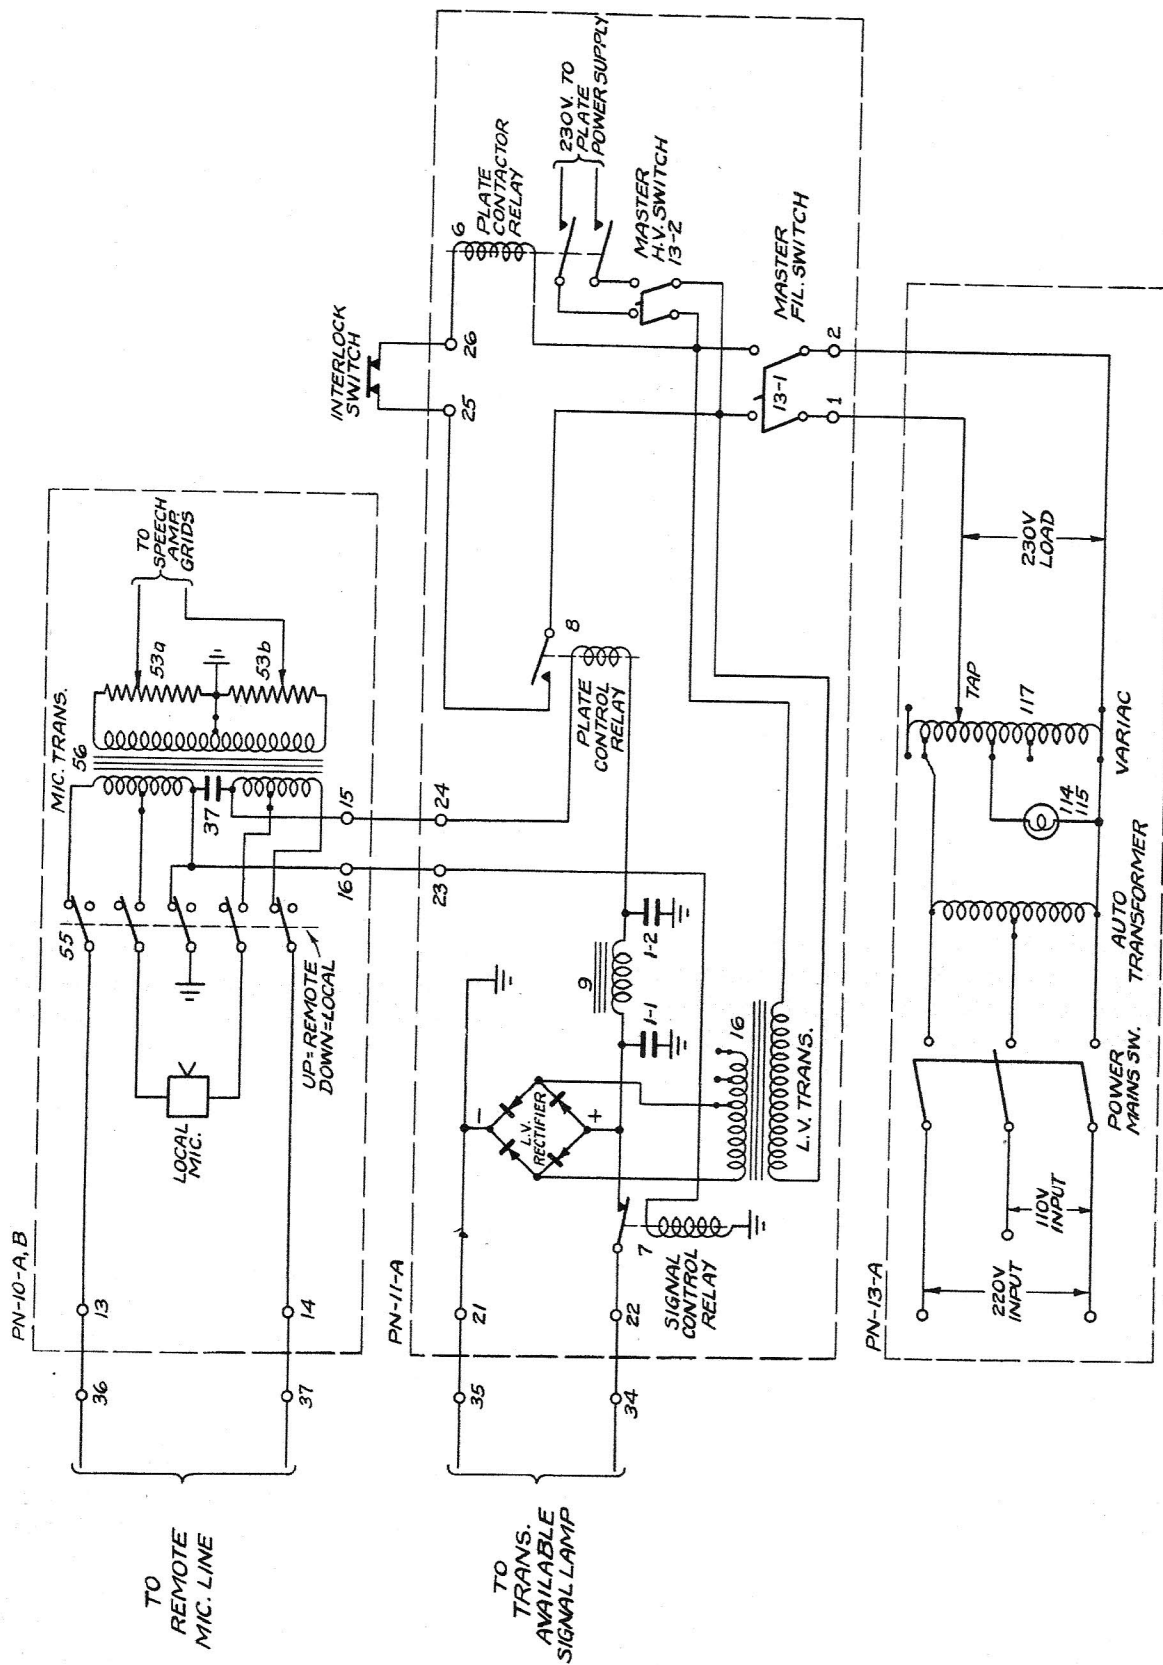 PN-10-A, B
TO
REMOTE
MIC. LINE
36
13
37
14
LOCAL
MIC.
55
UP=REMOTE
DOWN=LOCAL
MIC. TRANS.
56
37
53a
53b
TO
SPEECH
AMP.
GRIDS
16
15
INTERLOCK
SWITCH
PN-11-A
TO
TRANS.
AVAILABLE
SIGNAL LAMP
35
21
34
22
-
L.V.
RECTIFIER
+
7
SIGNAL
CONTROL
RELAY
9
1-1
1-2
16
L.V. TRANS.
23
24
PLATE
CONTROL
RELAY
8
25
26
6
PLATE
CONTACTOR
RELAY
230V. TO
PLATE
POWER SUPPLY
MASTER
H.V. SWITCH
13-2
MASTER
FIL. SWITCH
13-1
1
2
PN-13-A
220V
INPUT
110V
INPUT
POWER
MAINS SW.
AUTO
TRANSFORMER
114
115
117
TAP
VARIAC
230V
LOAD